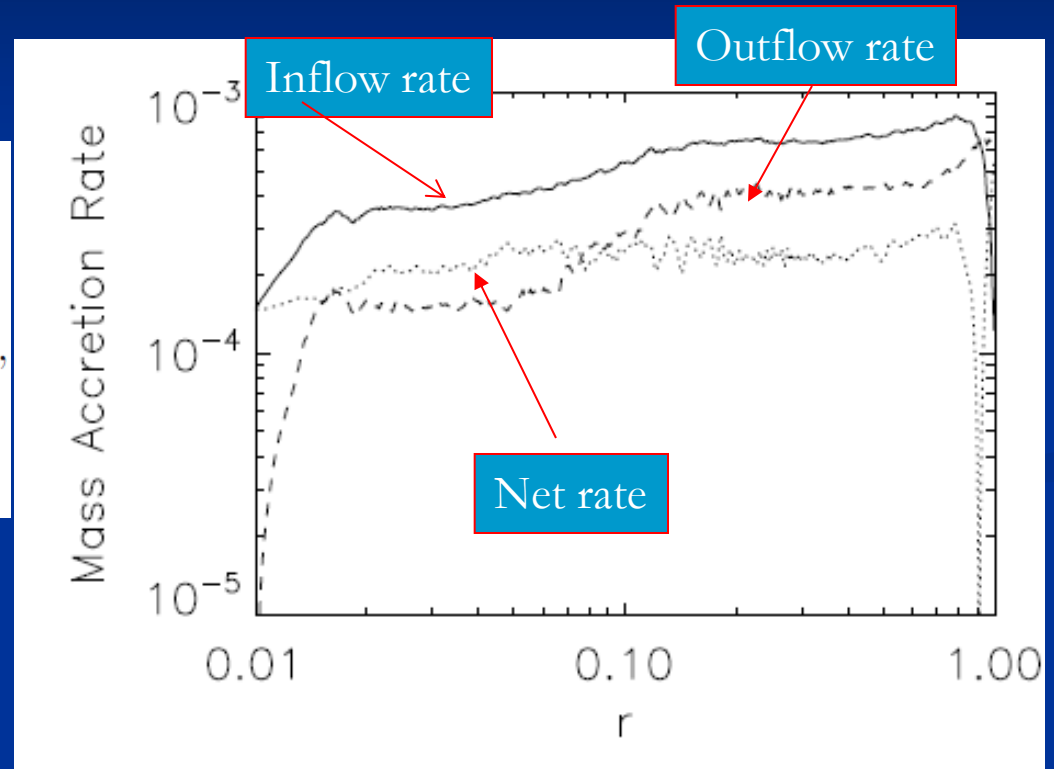 Outflow rate
Inflow rate
10-3
10-4
10-5
Mass Accretion Rate
,
Net rate
0.01 0.10 1.00
r